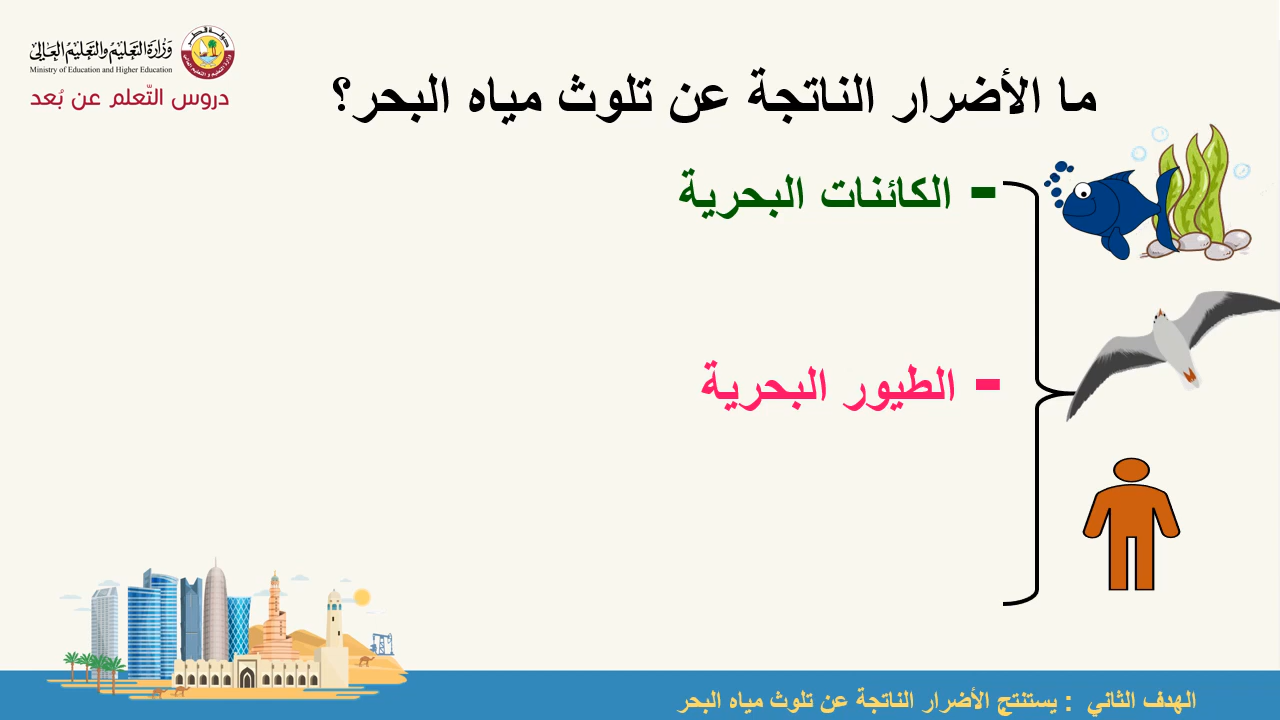 وزارة التعليم والتعليم العالي
Ministry of Education and Higher Education
دروس التّعلم عن بُعد
ما الأضرار الناتجة عن تلوث مياه البحر؟
- الكائنات البحرية
- الطيور البحرية
الهدف الثاني : يستنتج الأضرار الناتجة عن تلوث مياه البحر